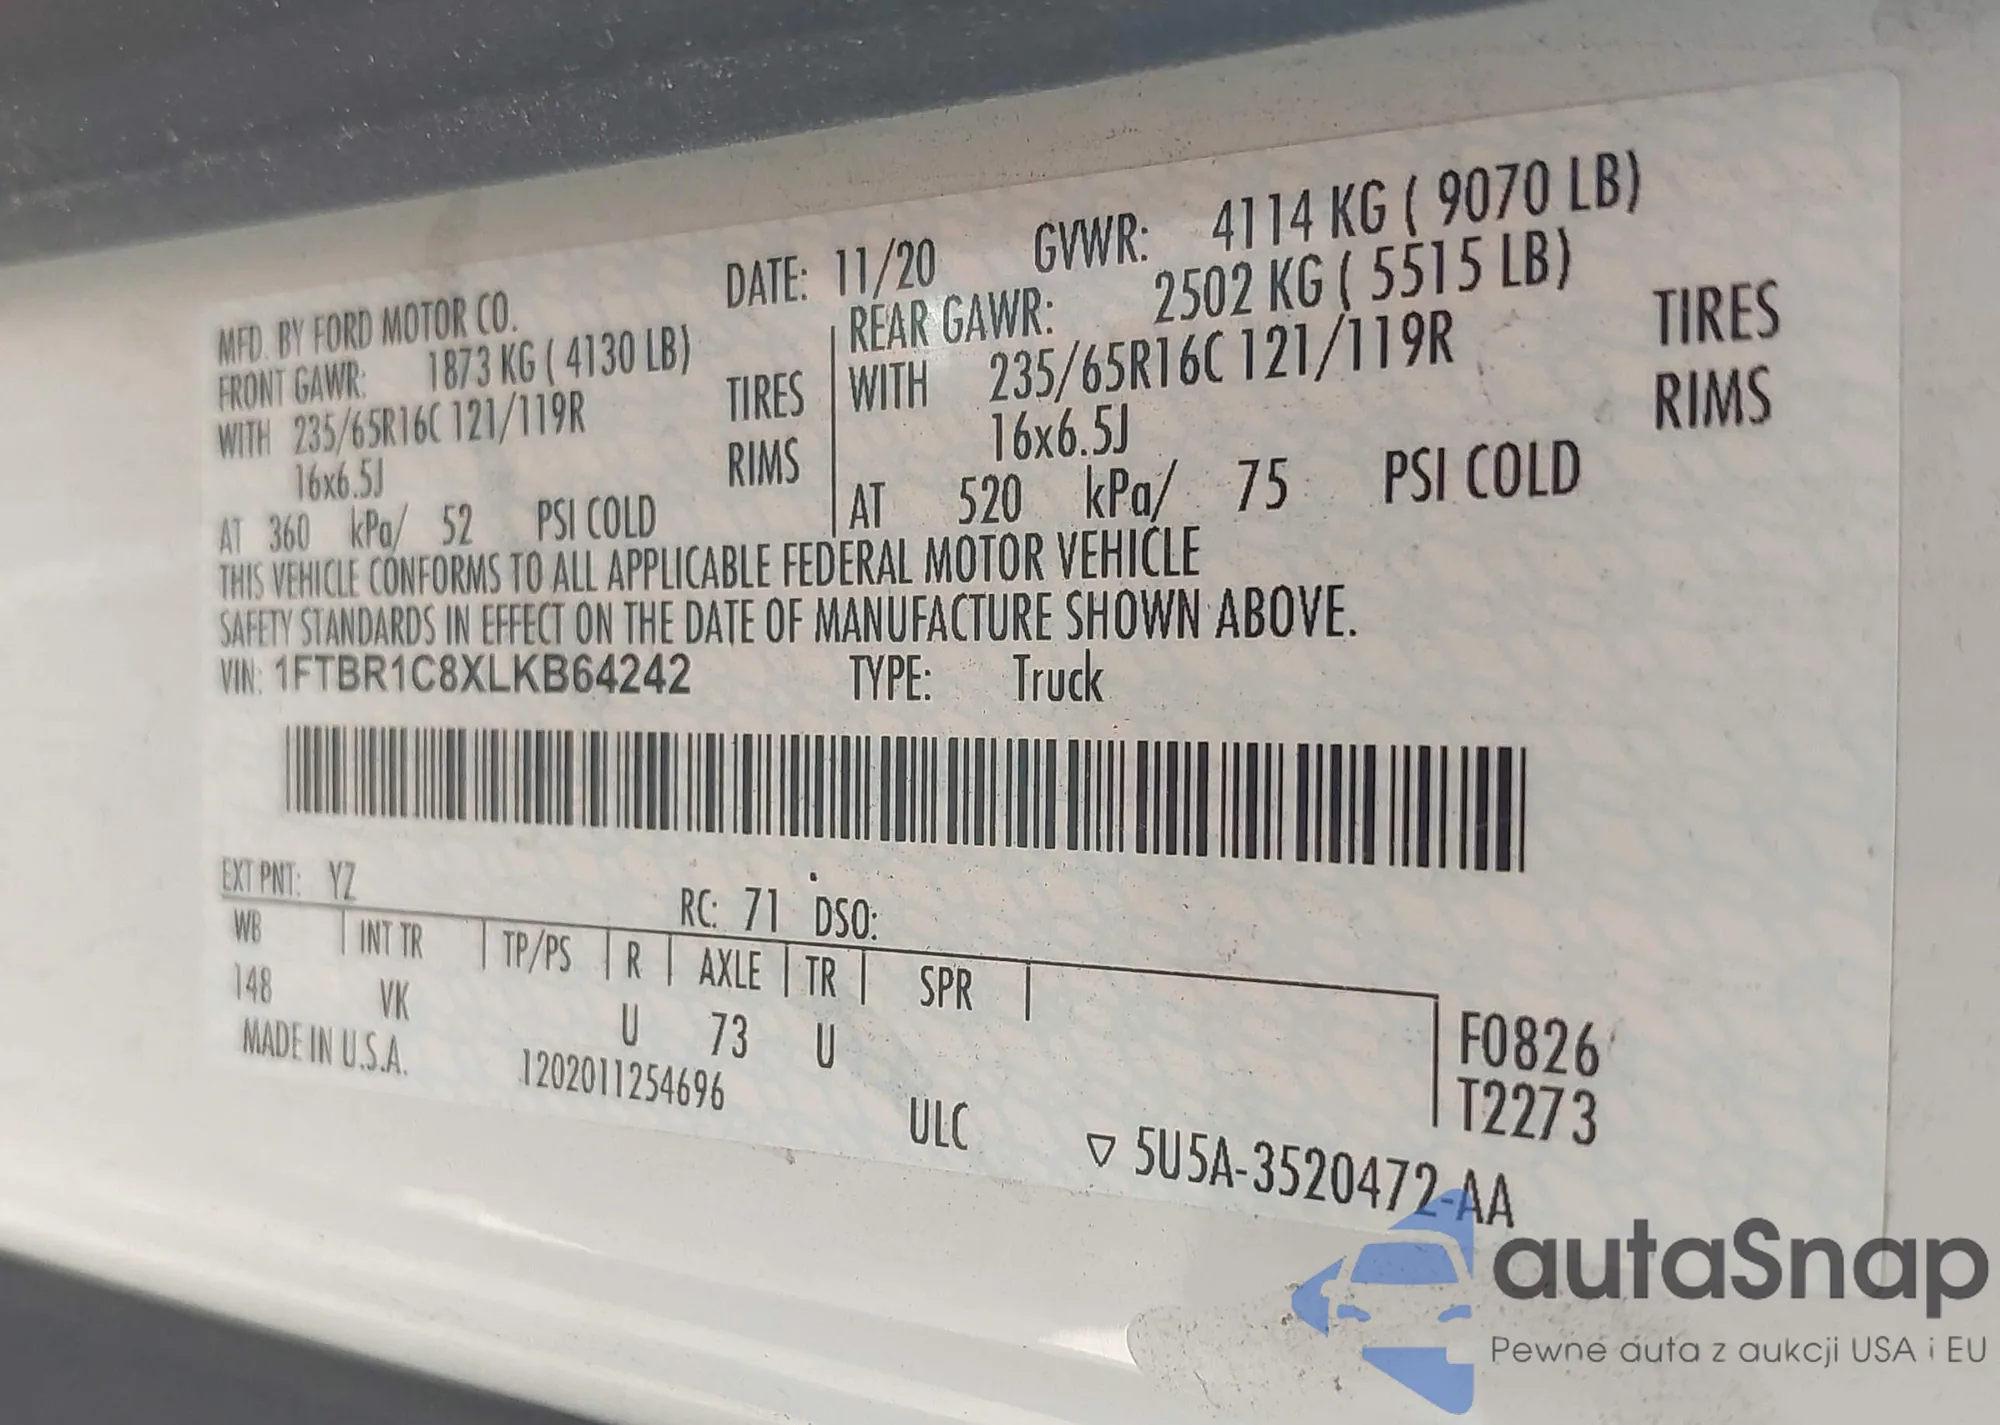 MFD. BY FORD MOTOR CO. DATE: 11/20 GVWR: 4114 KG ( 9070 LB)
FRONT GAWR: 1873 KG ( 4130 LB) REAR GAWR: 2502 KG ( 5515 LB)
WITH 235/65R16C 121/119R TIRES WITH 235/65R16C 121/119R TIRES
16x6.5J RIMS 16x6.5J RIMS
AT 360 kPa/ 52 PSI COLD AT 520 kPa/ 75 PSI COLD
THIS VEHICLE CONFORMS TO ALL APPLICABLE FEDERAL MOTOR VEHICLE
SAFETY STANDARDS IN EFFECT ON THE DATE OF MANUFACTURE SHOWN ABOVE.
VIN: 1FTBR1C8XLKB64242 TYPE: Truck
EXT PNT: YZ RC: 71 DSO:
WB INT TR TP/PS R AXLE TR SPR
148 VK U 73 U F0826
MADE IN U.S.A. 1202011254696 T2273
ULC ▽ 5U5A-3520472-AA
autaSnap
Pewne auta z aukcji USA i EU